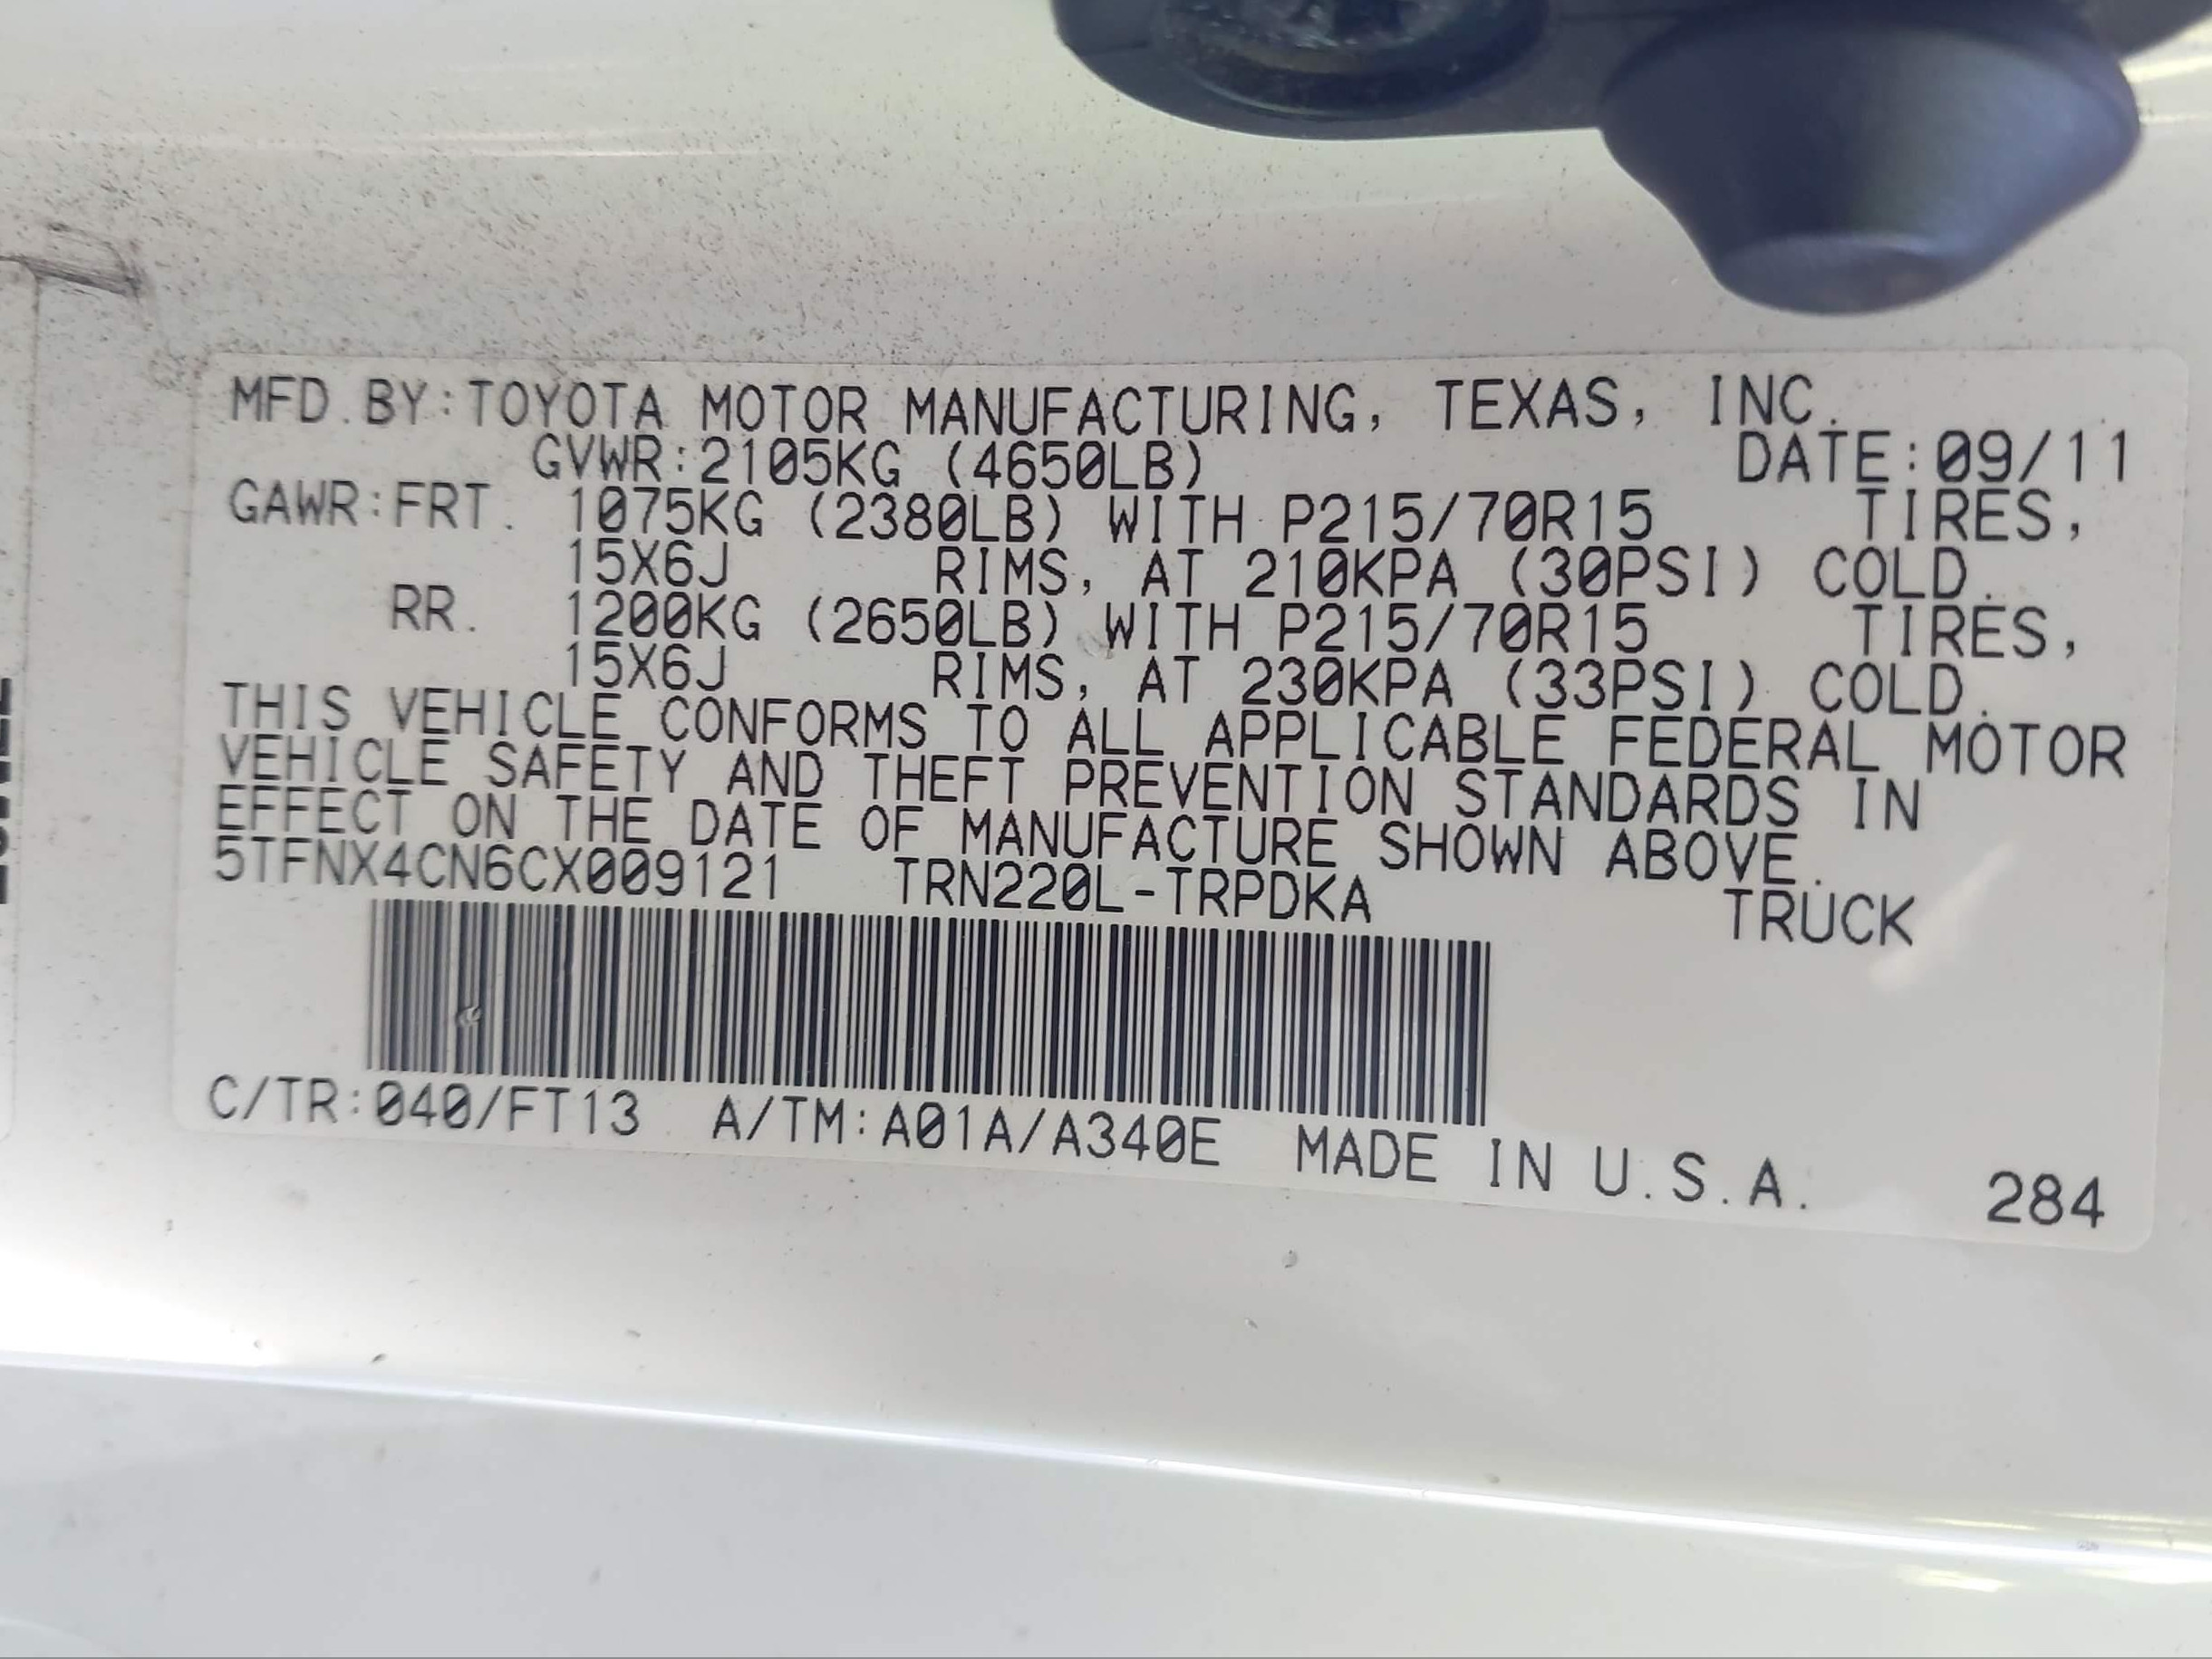 MFD.BY:TOYOTA MOTOR MANUFACTURING, TEXAS, INC.
GVWR:2105KG (4650LB) DATE:09/11
GAWR:FRT. 1075KG (2380LB) WITH P215/70R15 TIRES,
15X6J RIMS, AT 210KPA (30PSI) COLD.
RR. 1200KG (2650LB) WITH P215/70R15 TIRES,
15X6J RIMS, AT 230KPA (33PSI) COLD.
THIS VEHICLE CONFORMS TO ALL APPLICABLE FEDERAL MOTOR
VEHICLE SAFETY AND THEFT PREVENTION STANDARDS IN
EFFECT ON THE DATE OF MANUFACTURE SHOWN ABOVE.
5TFNX4CN6CX009121 TRN220L-TRPDKA TRUCK
C/TR:040/FT13 A/TM:A01A/A340E MADE IN U.S.A. 284